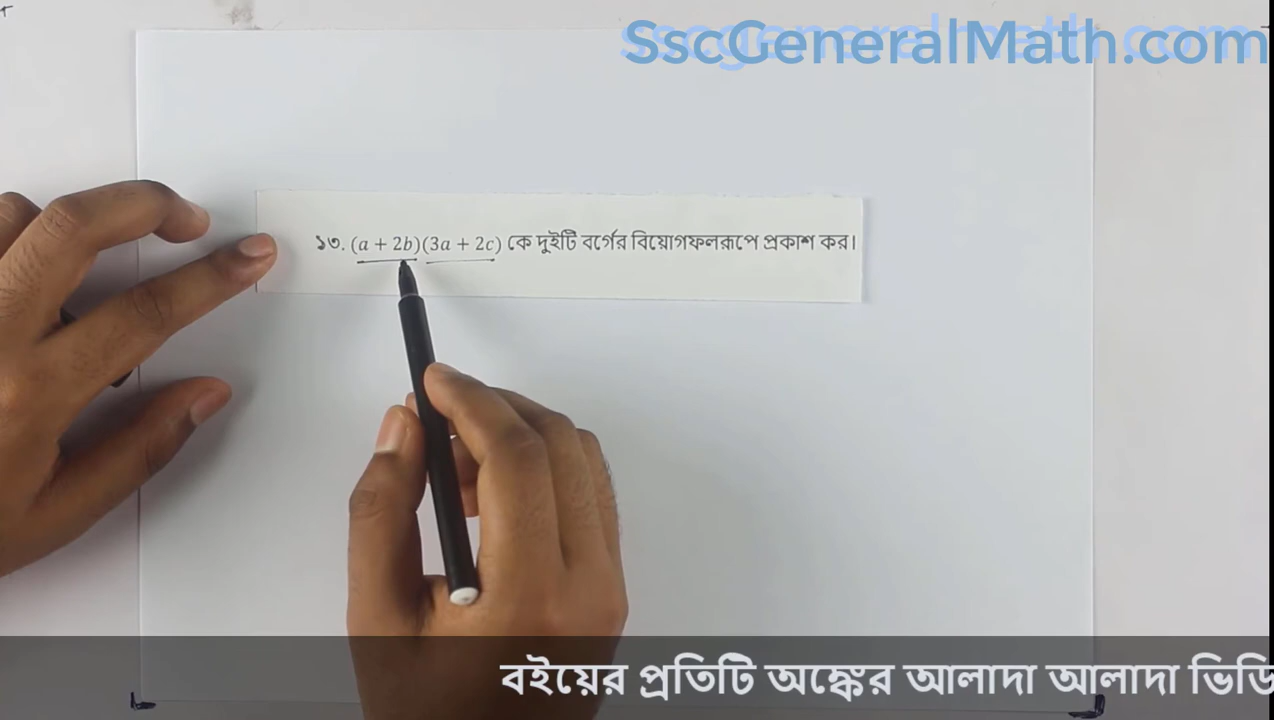 SscGeneralMath.com
১৩. (a + 2b)(3a + 2c) কে দুইটি বর্গের বিয়োগফলরূপে প্রকাশ কর।
বইয়ের প্রতিটি অঙ্কের আলাদা আলাদা ভিডি